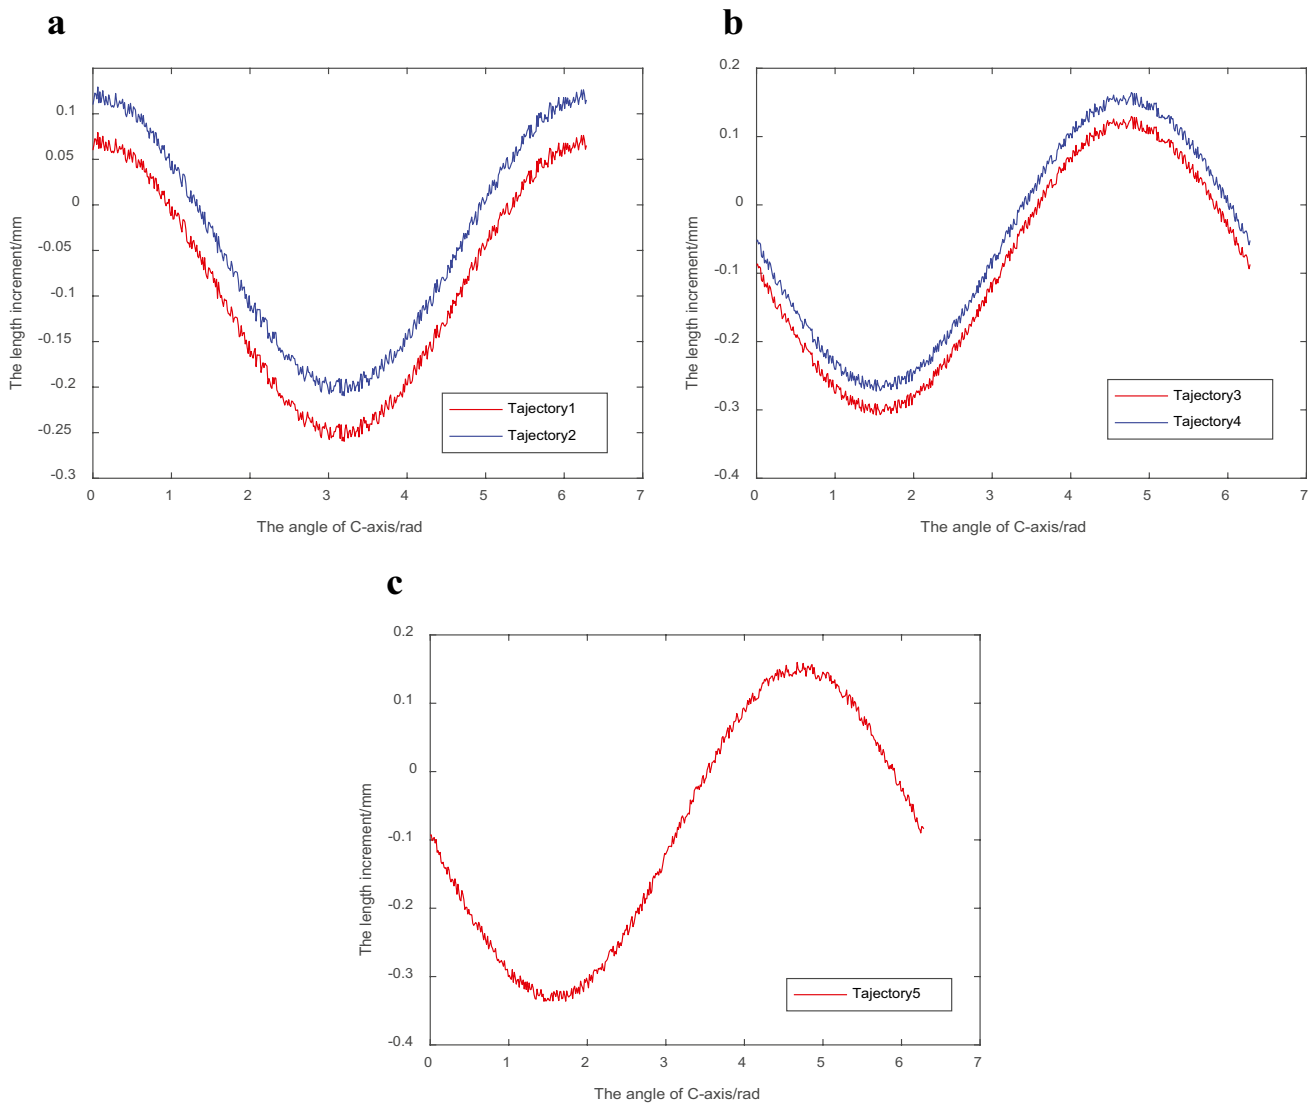 a
0.1
0.05
0
-0.05
-0.1
-0.15
-0.2
-0.25
-0.3
0 1 2 3 4 5 6 7
The length increment/mm
The angle of C-axis/rad
Tajectory1
Tajectory2
b
0.2
0.1
0
-0.1
-0.2
-0.3
-0.4
0 1 2 3 4 5 6 7
The length increment/mm
The angle of C-axis/rad
Tajectory3
Tajectory4
c
0.2
0.1
0
-0.1
-0.2
-0.3
-0.4
0 1 2 3 4 5 6 7
The length increment/mm
The angle of C-axis/rad
Tajectory5